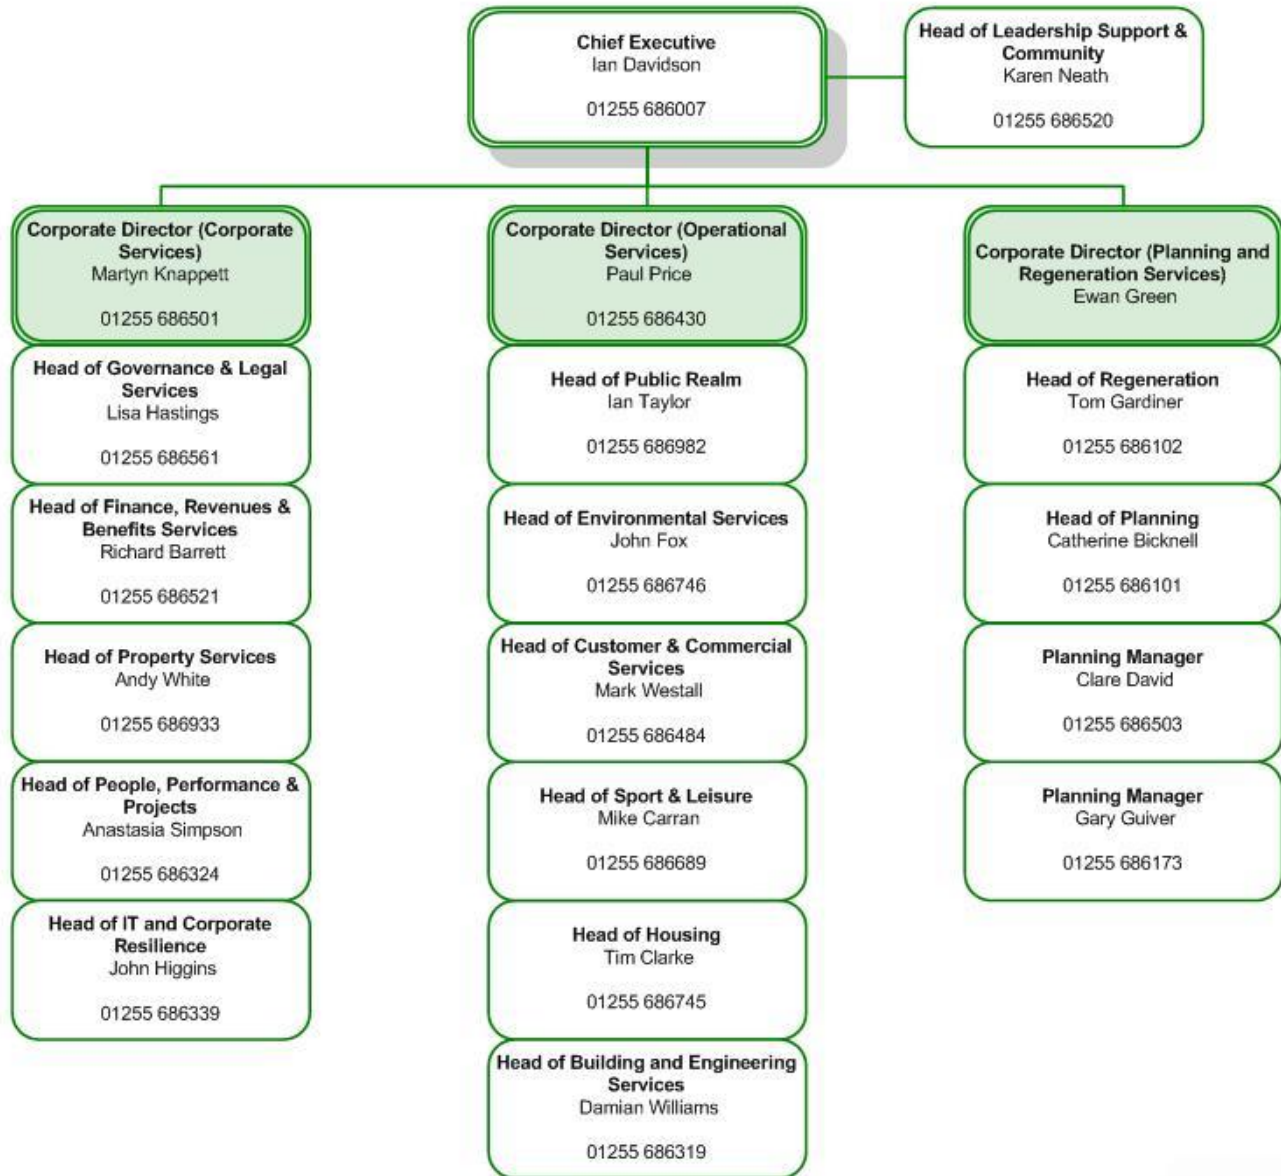 Chief Executive
Ian Davidson
01255 686007
Head of Leadership Support &
Community
Karen Neath
01255 686520
Corporate Director (Corporate
Services)
Martyn Knappett
01255 686501
Head of Governance & Legal
Services
Lisa Hastings
01255 686561
Head of Finance, Revenues &
Benefits Services
Richard Barrett
01255 686521
Head of Property Services
Andy White
01255 686933
Head of People, Performance &
Projects
Anastasia Simpson
01255 686324
Head of IT and Corporate
Resilience
John Higgins
01255 686339
Corporate Director (Operational
Services)
Paul Price
01255 686430
Head of Public Realm
Ian Taylor
01255 686982
Head of Environmental Services
John Fox
01255 686746
Head of Customer & Commercial
Services
Mark Westall
01255 686484
Head of Sport & Leisure
Mike Carran
01255 686689
Head of Housing
Tim Clarke
01255 686745
Head of Building and Engineering
Services
Damian Williams
01255 686319
Corporate Director (Planning and
Regeneration Services)
Ewan Green
Head of Regeneration
Tom Gardiner
01255 686102
Head of Planning
Catherine Bicknell
01255 686101
Planning Manager
Clare David
01255 686503
Planning Manager
Gary Guiver
01255 686173